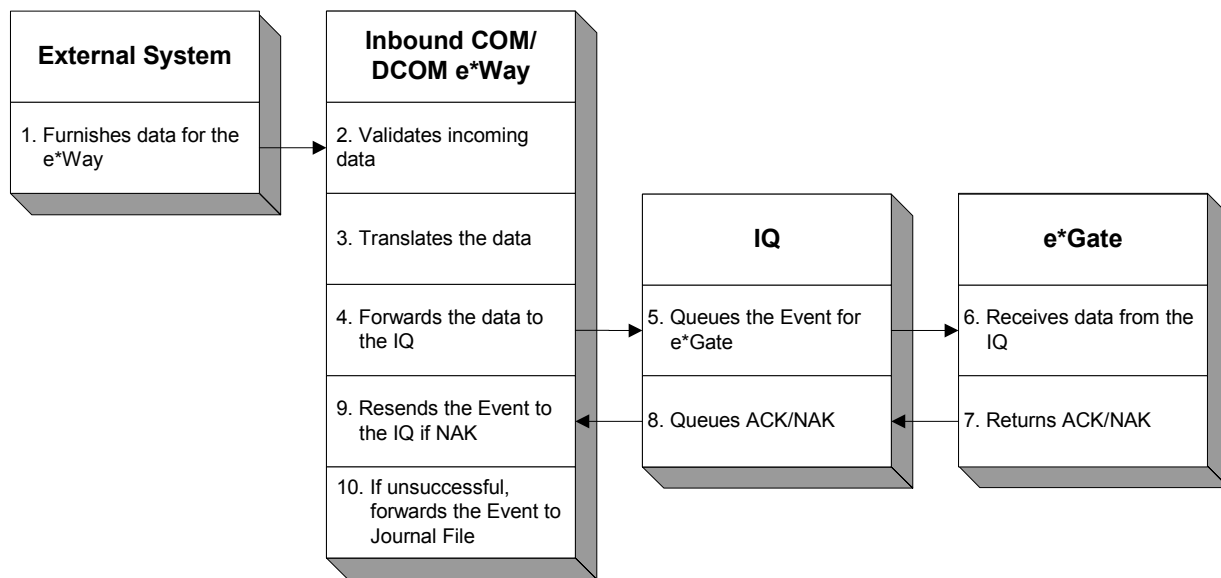 External System
1. Furnishes data for the
e*Way
Inbound COM/
DCOM e*Way
2. Validates incoming
data
3. Translates the data
4. Forwards the data to
the IQ
9. Resends the Event to
the IQ if NAK
10. If unsuccessful,
forwards the Event to
Journal File
IQ
5. Queues the Event for
e*Gate
8. Queues ACK/NAK
e*Gate
6. Receives data from the
IQ
7. Returns ACK/NAK